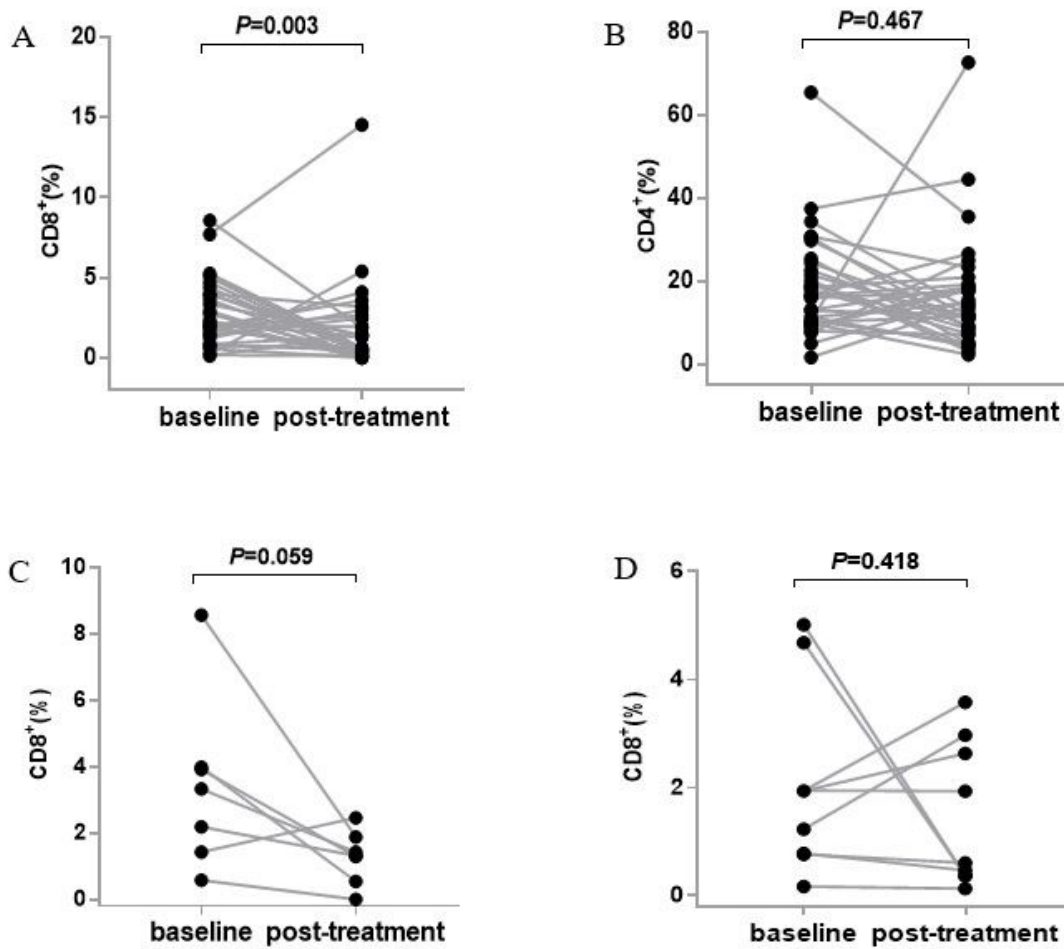 A
P=0.003
20
15
10
5
0
CD8+(%)
baseline post-treatment
B
P=0.467
80
60
40
20
0
CD4+(%)
baseline post-treatment
C
P=0.059
10
8
6
4
2
0
CD8+(%)
baseline post-treatment
D
P=0.418
6
4
2
0
CD8+(%)
baseline post-treatment